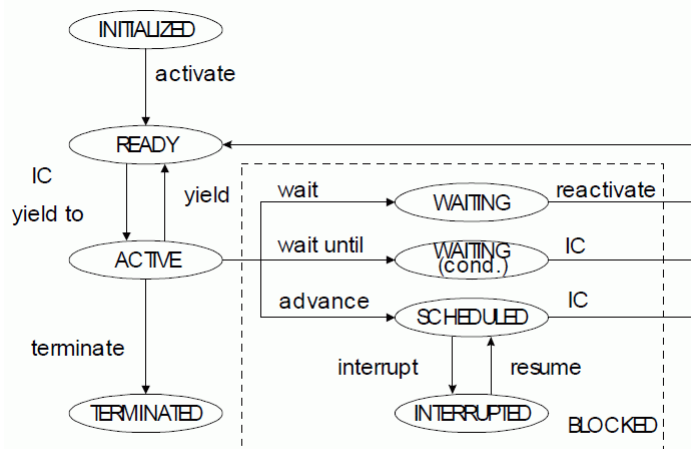 INITIALIZED
activate
READY
IC
yield to
yield
wait
WAITING
reactivate
ACTIVE
wait until
WAITING
(cond.)
IC
advance
SCHEDULED
IC
terminate
interrupt
resume
TERMINATED
INTERRUPTED
BLOCKED